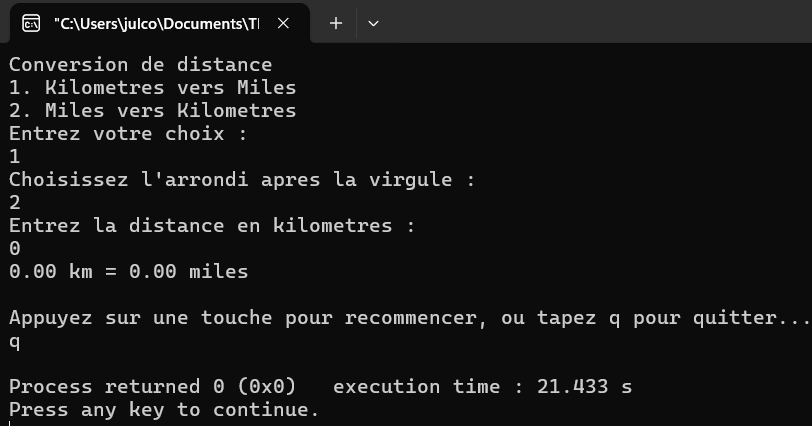 "C:\Users\julco\Documents\TI
Conversion de distance
1. Kilometres vers Miles
2. Miles vers Kilometres
Entrez votre choix :
1
Choisissez l'arrondi apres la virgule :
2
Entrez la distance en kilometres :
0
0.00 km = 0.00 miles
Appuyez sur une touche pour recommencer, ou tapez q pour quitter...
q
Process returned 0 (0x0)   execution time : 21.433 s
Press any key to continue.